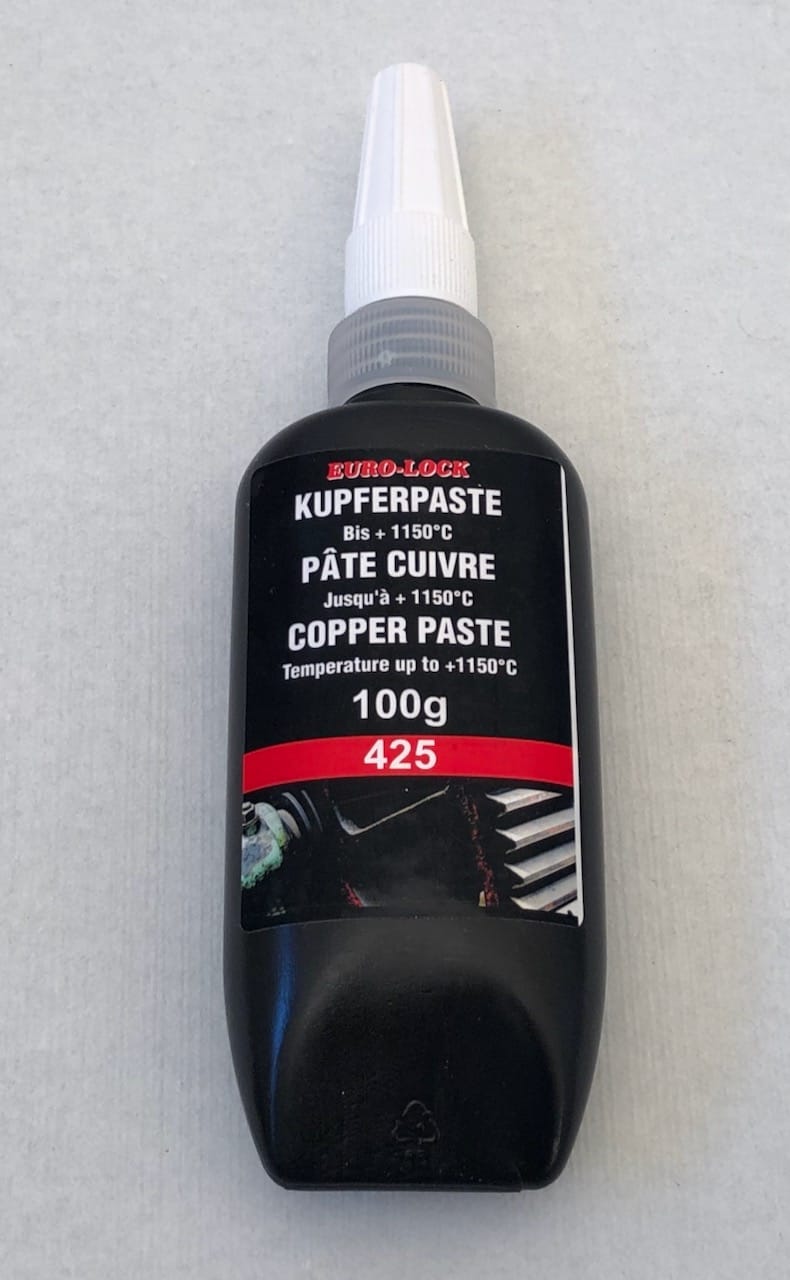 EURO-LOCK
KUPFERPASTE
Bis + 1150°C
PÂTE CUIVRE
Jusqu'à + 1150°C
COPPER PASTE
Temperature up to +1150°C
100g
425